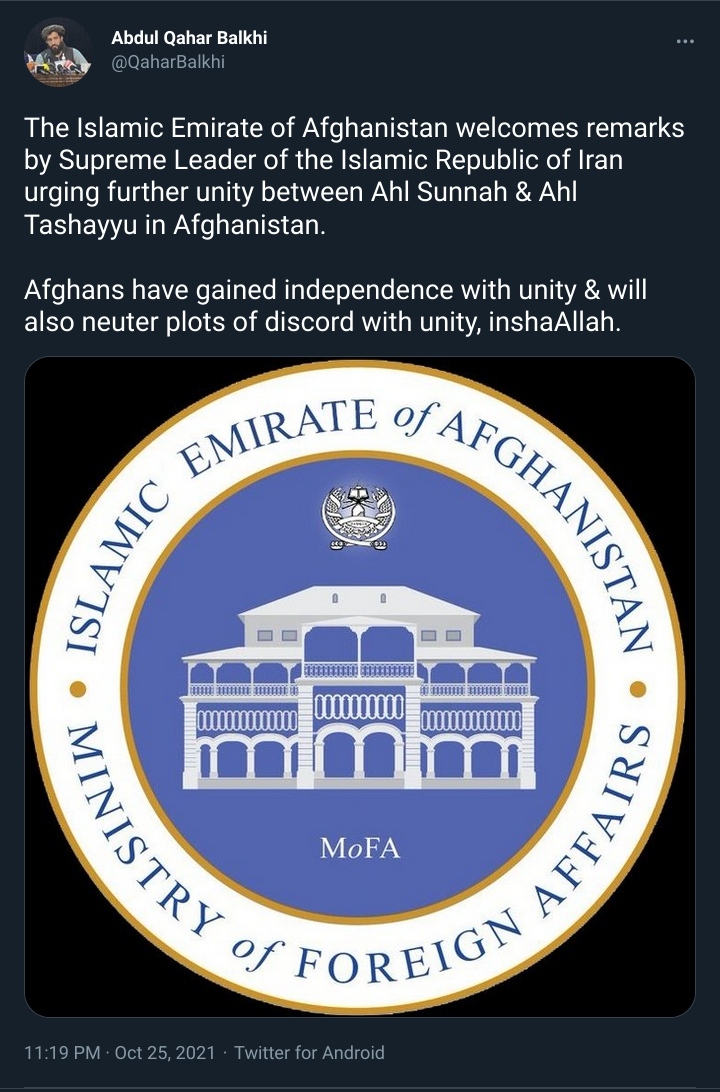 Abdul Qahar Balkhi
@QaharBalkhi
The Islamic Emirate of Afghanistan welcomes remarks
by Supreme Leader of the Islamic Republic of Iran
urging further unity between Ahl Sunnah & Ahl
Tashayyu in Afghanistan.
Afghans have gained independence with unity & will
also neuter plots of discord with unity, inshaAllah.
ISLAMIC EMIRATE of AFGHANISTAN
MoFA
MINISTRY of FOREIGN AFFAIRS
11:19 PM · Oct 25, 2021 · Twitter for Android